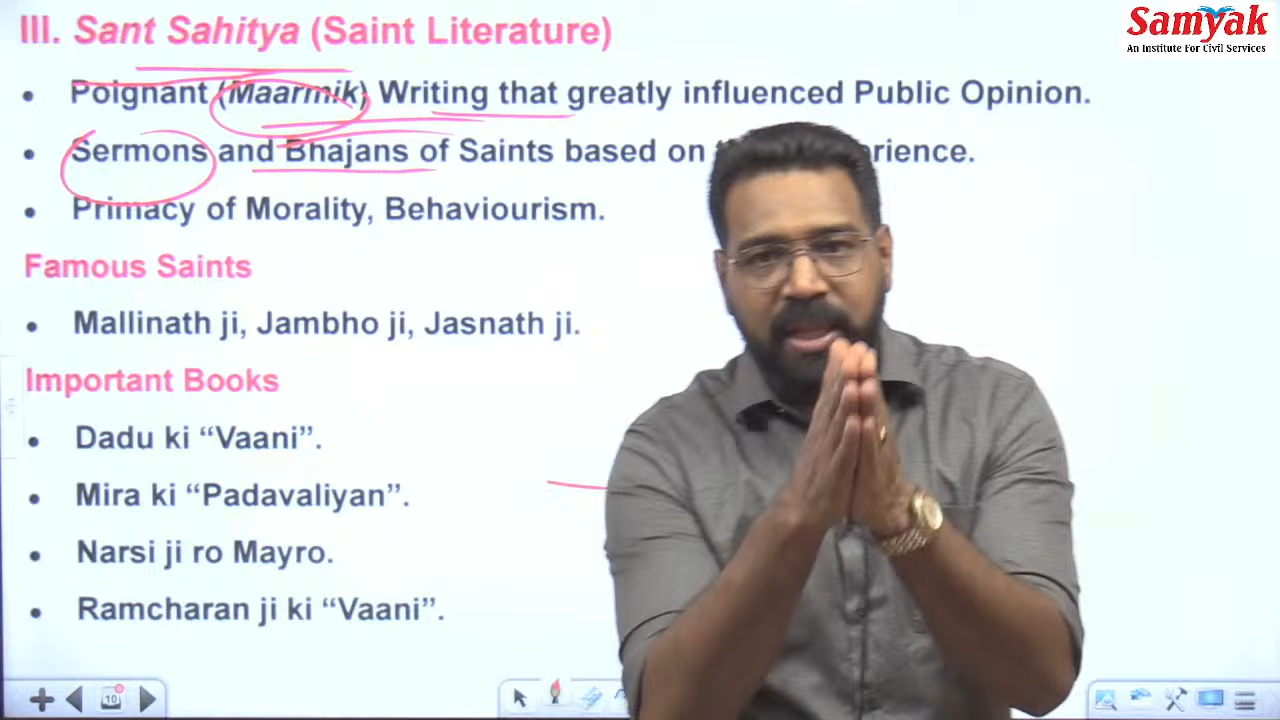 III. Sant Sahitya (Saint Literature)
Samyak
An Institute For Civil Services
• Poignant (Maarmik) Writing that greatly influenced Public Opinion.
• Sermons and Bhajans of Saints based on
• Primacy of Morality, Behaviourism.
Famous Saints
• Mallinath ji, Jambho ji, Jasnath ji.
Important Books
• Dadu ki “Vaani”.
• Mira ki “Padavaliyan”.
• Narsi ji ro Mayro.
• Ramcharan ji ki “Vaani”.
10